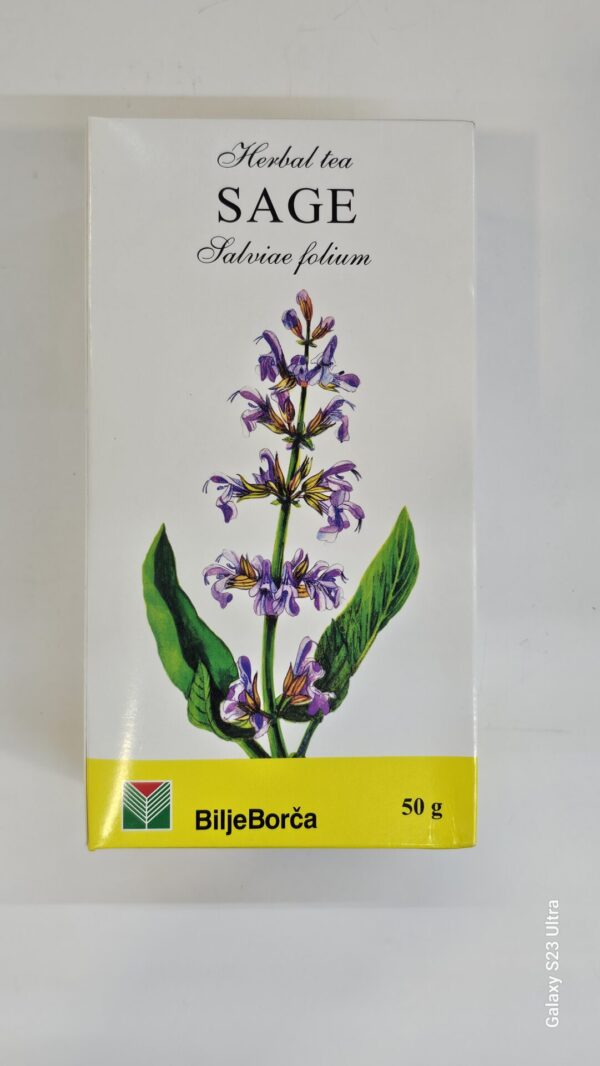 Herbal tea
SAGE
Salviae folium
BiljeBorča
50 g
Galaxy S23 Ultra